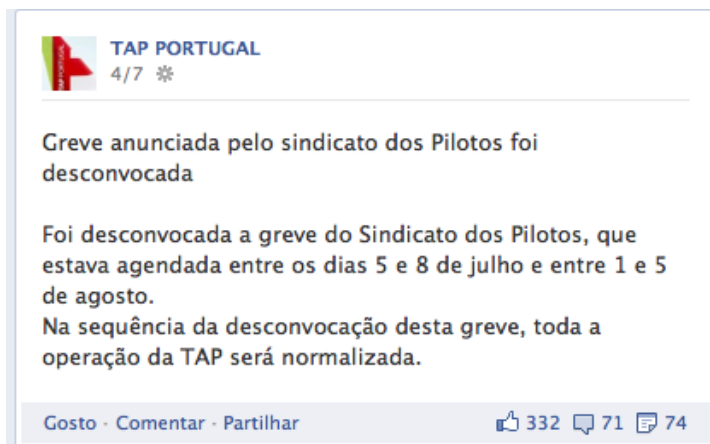 TAP PORTUGAL
4/7
Greve anunciada pelo sindicato dos Pilotos foi
desconvocada
Foi desconvocada a greve do Sindicato dos Pilotos, que
estava agendada entre os dias 5 e 8 de julho e entre 1 e 5
de agosto.
Na sequência da desconvocação desta greve, toda a
operação da TAP será normalizada.
Gosto · Comentar · Partilhar 332 71 74